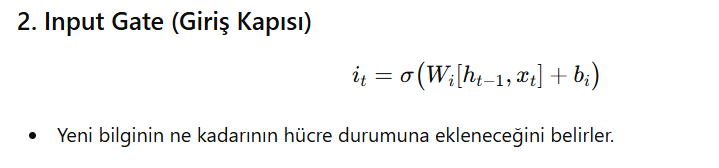 2. Input Gate (Giriş Kapısı)
i_t = σ(W_i[h_{t−1}, x_t] + b_i)
• Yeni bilginin ne kadarının hücre durumuna ekleneceğini belirler.